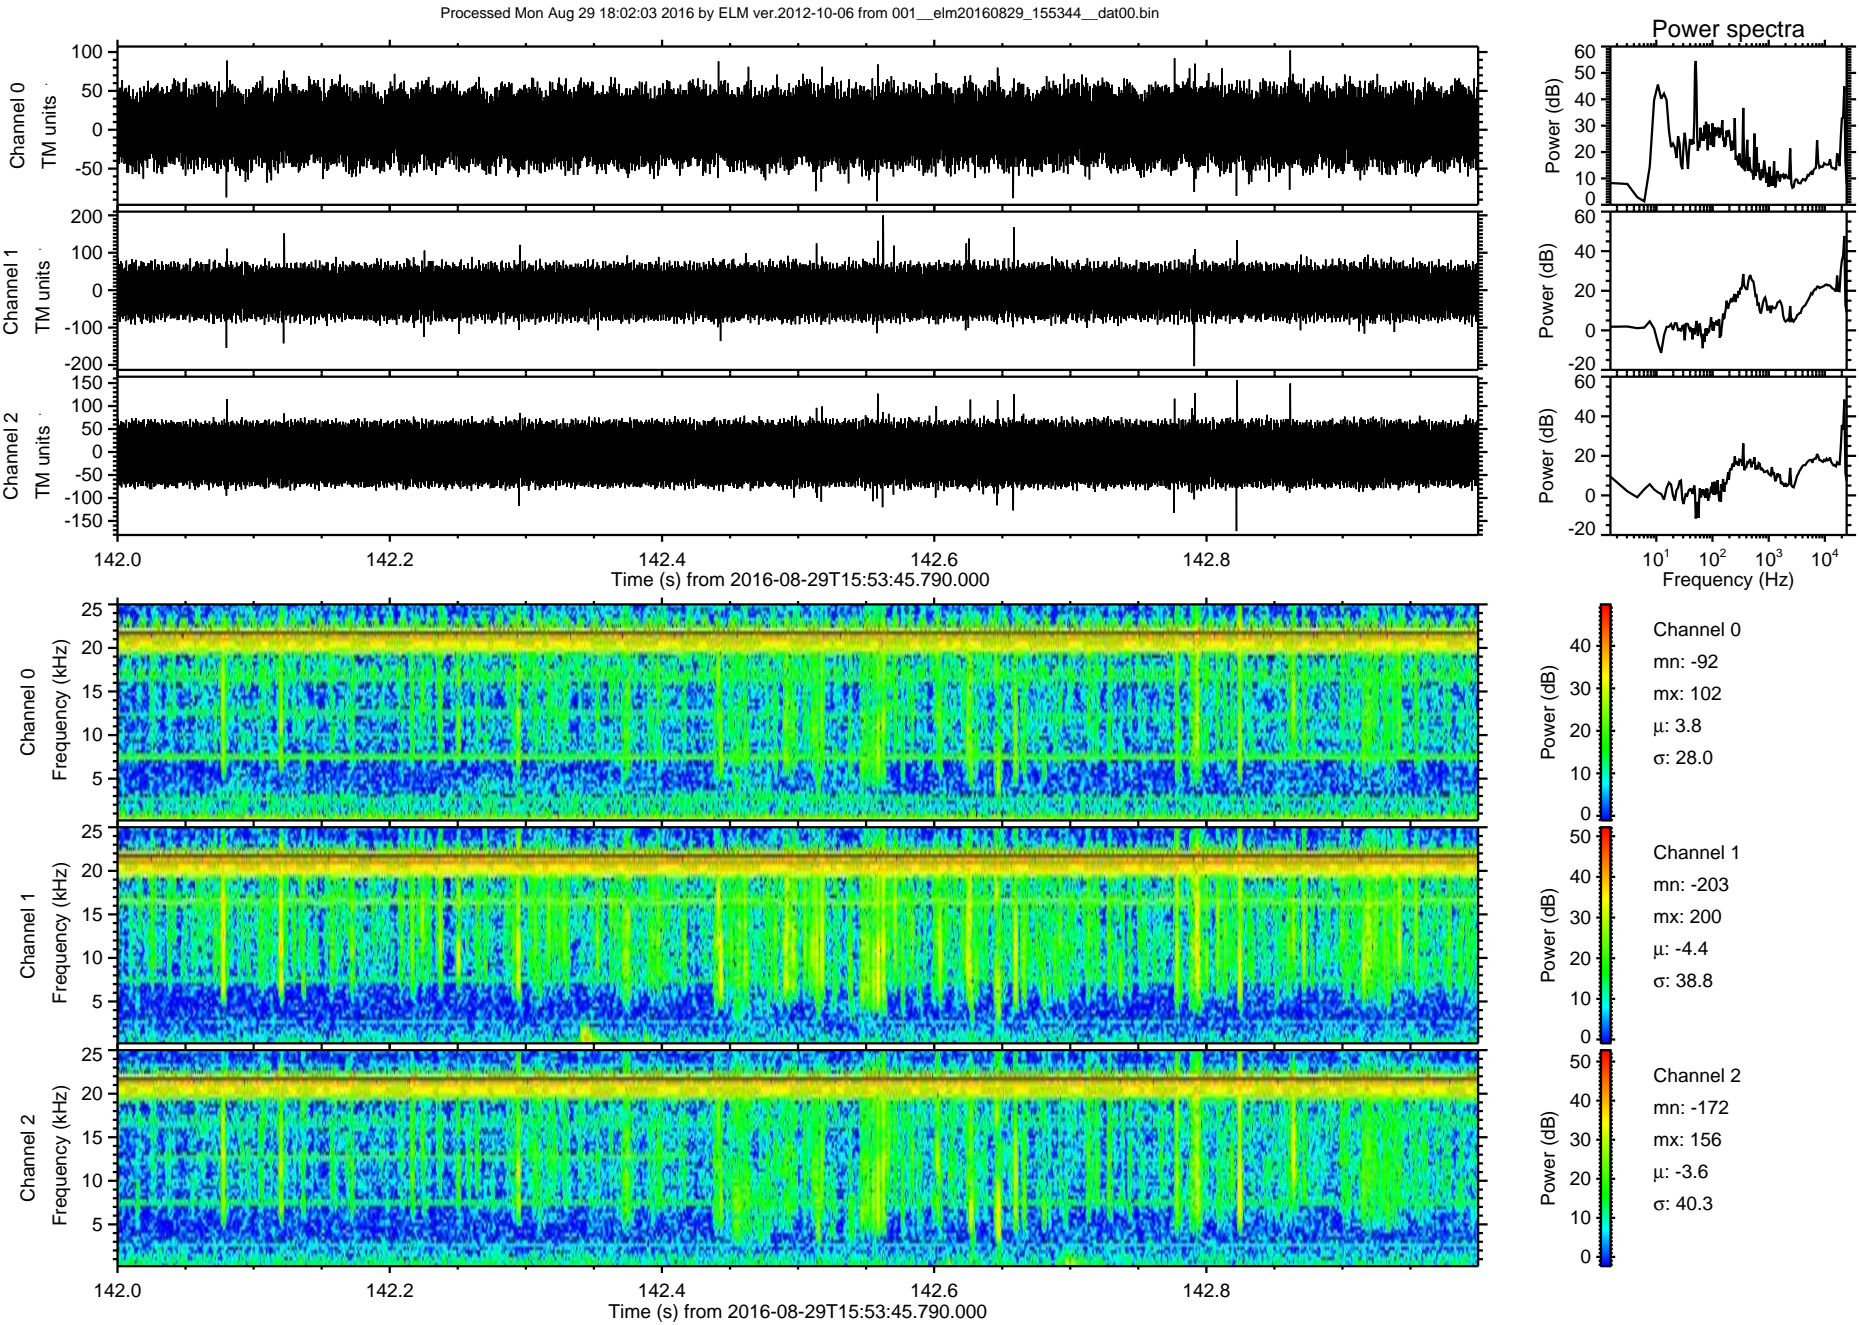 Processed Mon Aug 29 18:02:03 2016 by ELM ver.2012-10-06 from 001__elm20160829_155344__dat00.bin
Power spectra
Channel 0
TM units
100
50
0
-50
Power (dB)
60
50
40
30
20
10
0
Channel 1
TM units
200
100
0
-100
-200
Power (dB)
60
40
20
0
-20
Channel 2
TM units
150
100
50
0
-50
-100
-150
Power (dB)
60
40
20
0
-20
142.0 142.2 142.4 142.6 142.8
Time (s) from 2016-08-29T15:53:45.790.000
10¹ 10² 10³ 10⁴
Frequency (Hz)
Channel 0
Frequency (kHz)
25
20
15
10
5
Power (dB)
40
30
20
10
0
Channel 0
mn: -92
mx: 102
µ: 3.8
σ: 28.0
Channel 1
Frequency (kHz)
25
20
15
10
5
Power (dB)
50
40
30
20
10
0
Channel 1
mn: -203
mx: 200
µ: -4.4
σ: 38.8
Channel 2
Frequency (kHz)
25
20
15
10
5
Power (dB)
50
40
30
20
10
0
Channel 2
mn: -172
mx: 156
µ: -3.6
σ: 40.3
142.0 142.2 142.4 142.6 142.8
Time (s) from 2016-08-29T15:53:45.790.000